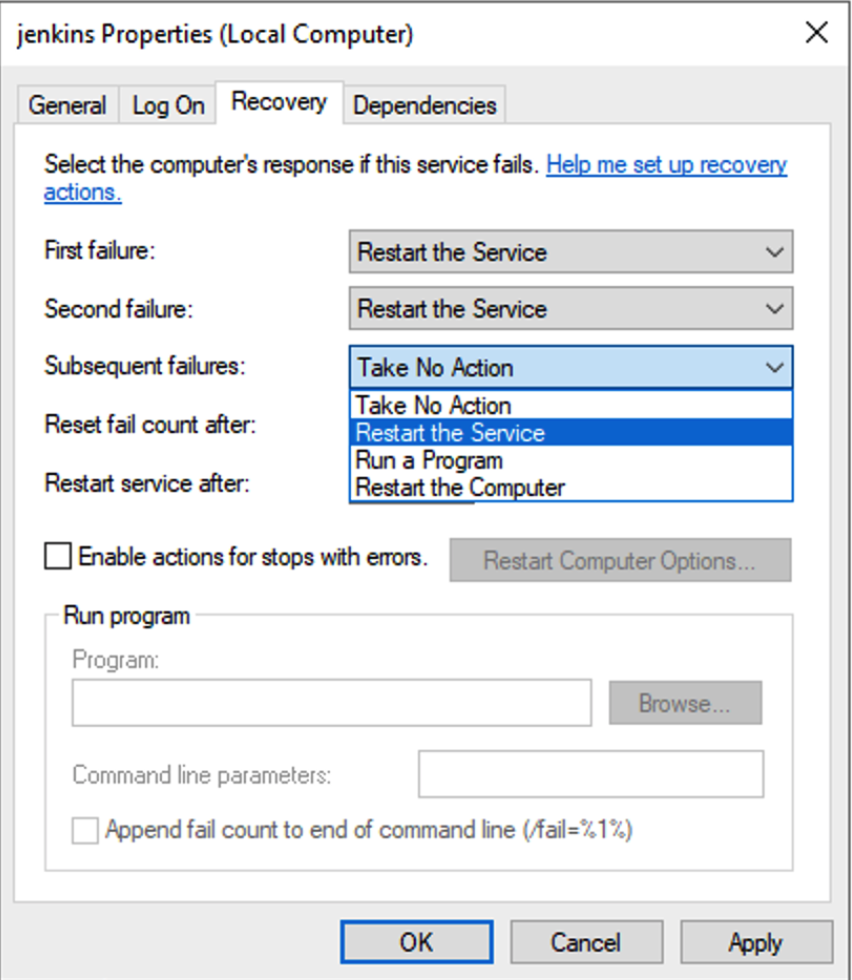 jenkins Properties (Local Computer)
General Log On Recovery Dependencies
Select the computer's response if this service fails. Help me set up recovery
actions.
First failure: Restart the Service
Second failure: Restart the Service
Subsequent failures: Take No Action
Take No Action
Reset fail count after:
Restart the Service
Run a Program
Restart service after:
Restart the Computer
Enable actions for stops with errors. Restart Computer Options...
Run program
Program:
Browse...
Command line parameters:
Append fail count to end of command line (/fail=%1%)
OK Cancel Apply